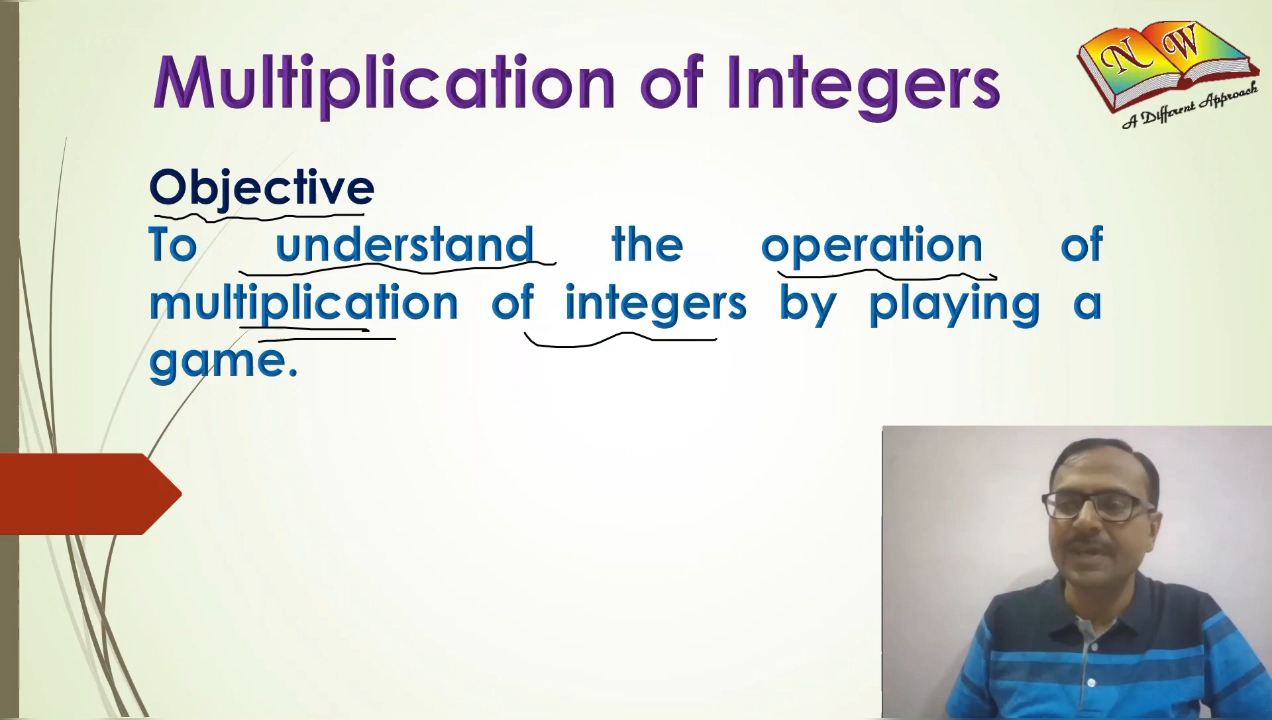 Multiplication of Integers
N W
A Different Approach
Objective
To understand the operation of
multiplication of integers by playing a
game.